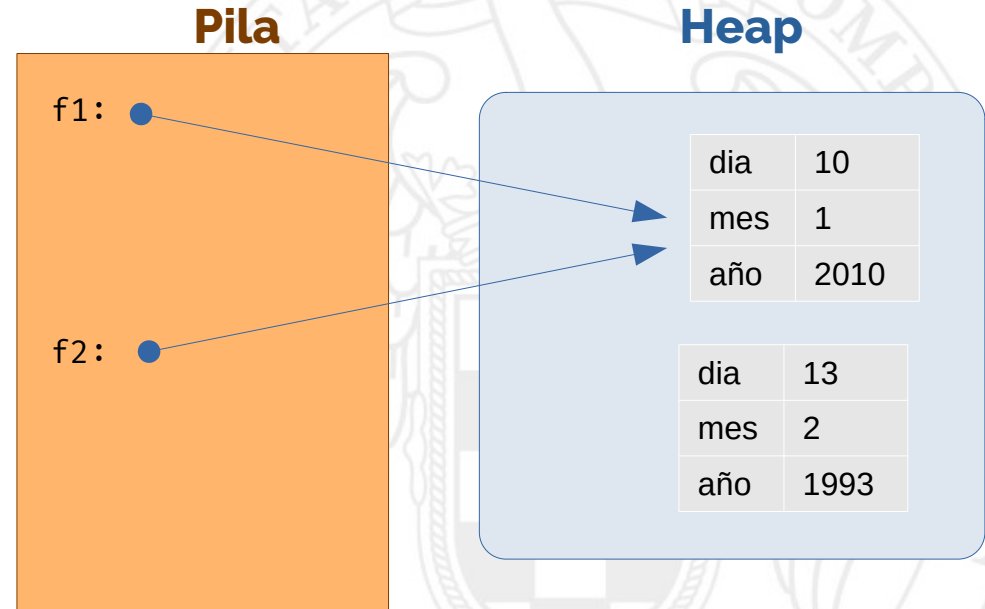 Pila
Heap
f1:
dia 10
mes 1
año 2010
f2:
dia 13
mes 2
año 1993